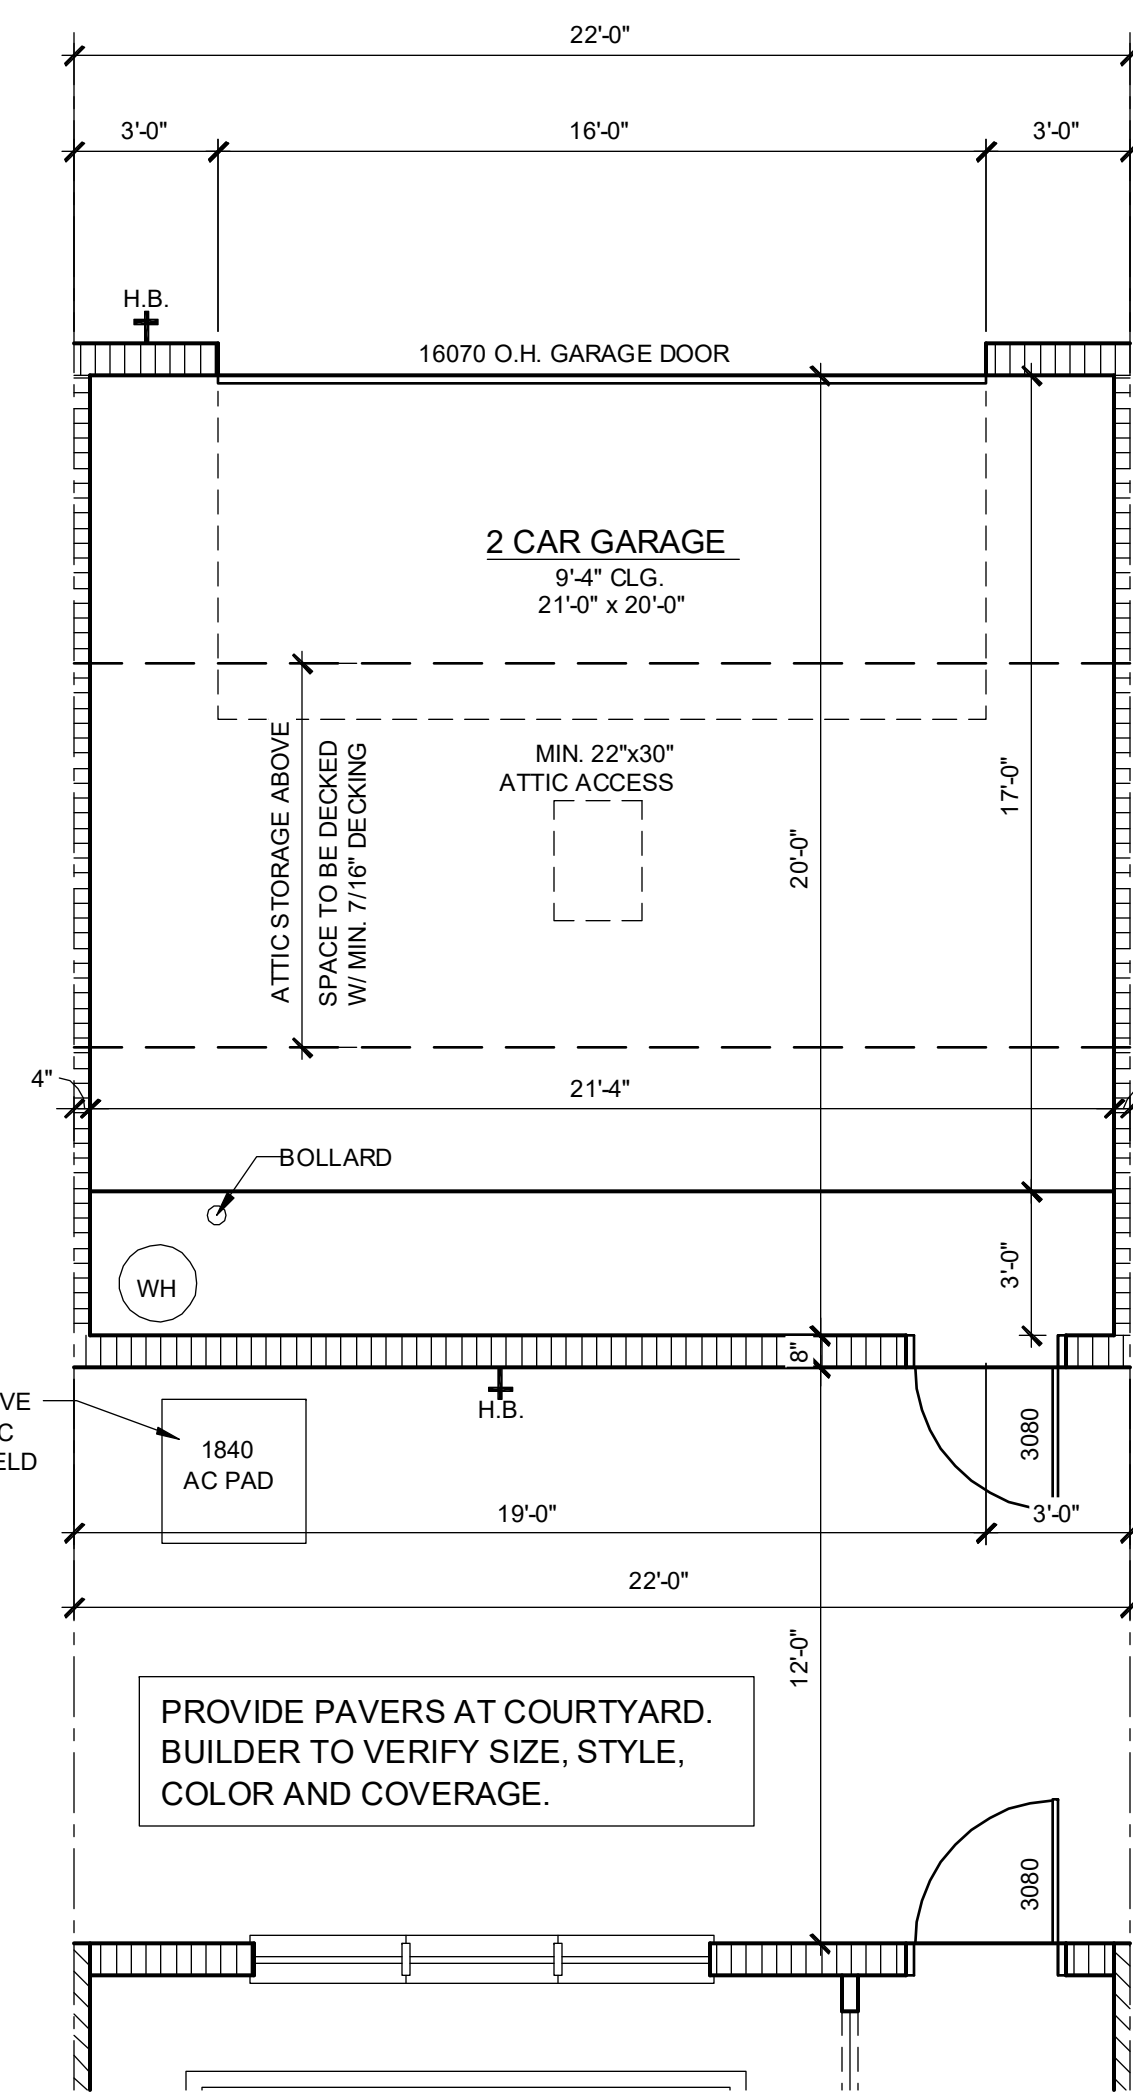 22'-0"
3'-0"
16'-0"
3'-0"
H.B.
16070 O.H. GARAGE DOOR
2 CAR GARAGE
9'-4" CLG.
21'-0" x 20'-0"
ATTIC STORAGE ABOVE
SPACE TO BE DECKED
W/ MIN. 7/16" DECKING
MIN. 22"x30"
ATTIC ACCESS
20'-0"
17'-0"
4"
21'-4"
BOLLARD
WH
3'-0"
8"
H.B.
VE
C
ELD
1840
AC PAD
3080
19'-0"
3'-0"
22'-0"
12'-0"
PROVIDE PAVERS AT COURTYARD.
BUILDER TO VERIFY SIZE, STYLE,
COLOR AND COVERAGE.
3080